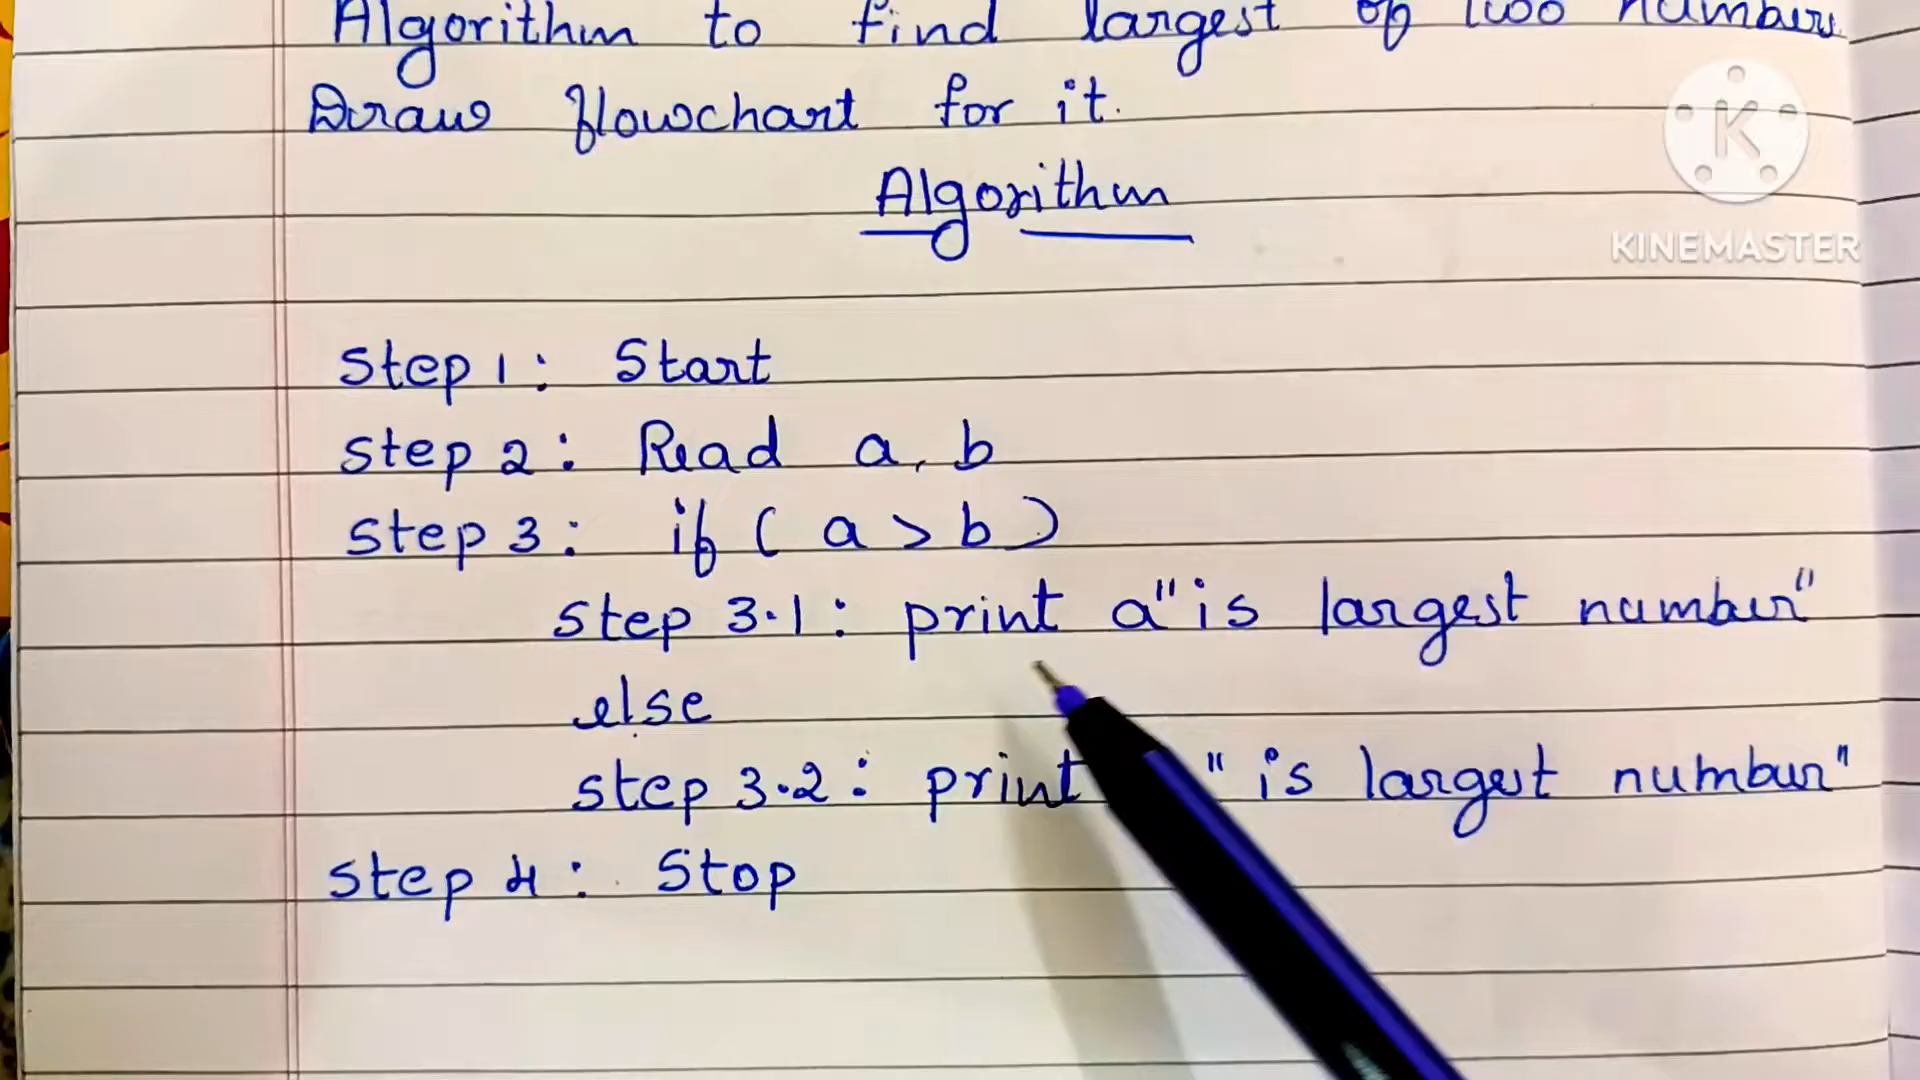 Algorithm to find largest of two numbers.
Draw flowchart for it.
Algorithm
K
KINEMASTER
Step 1: Start
Step 2: Read a, b
Step 3: if (a > b)
Step 3.1: print a "is largest number"
else
Step 3.2: print " is largest number"
Step 4: Stop